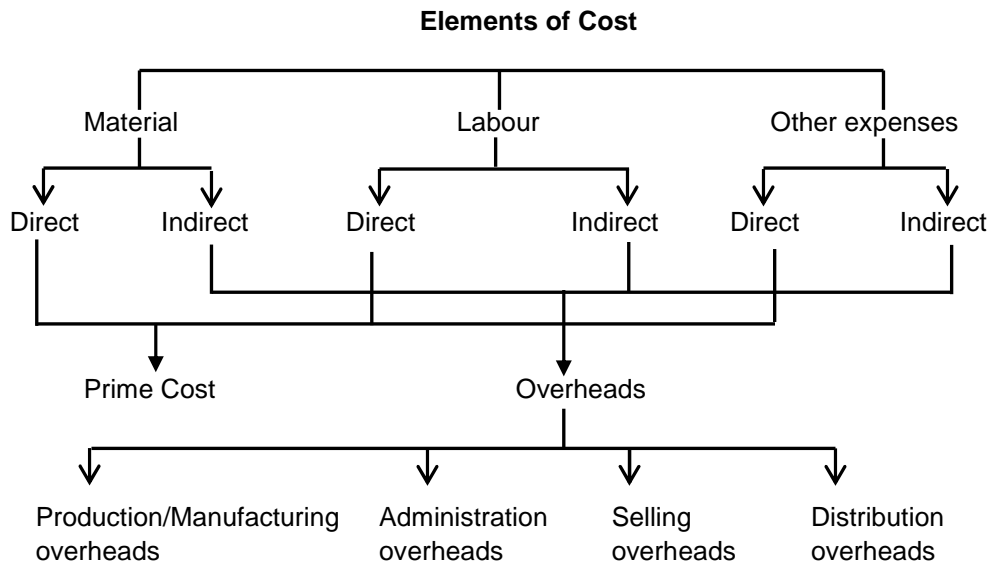 Elements of Cost
Material Labour Other expenses
Direct Indirect Direct Indirect Direct Indirect
Prime Cost Overheads
Production/Manufacturing Administration Selling Distribution
overheads overheads overheads overheads